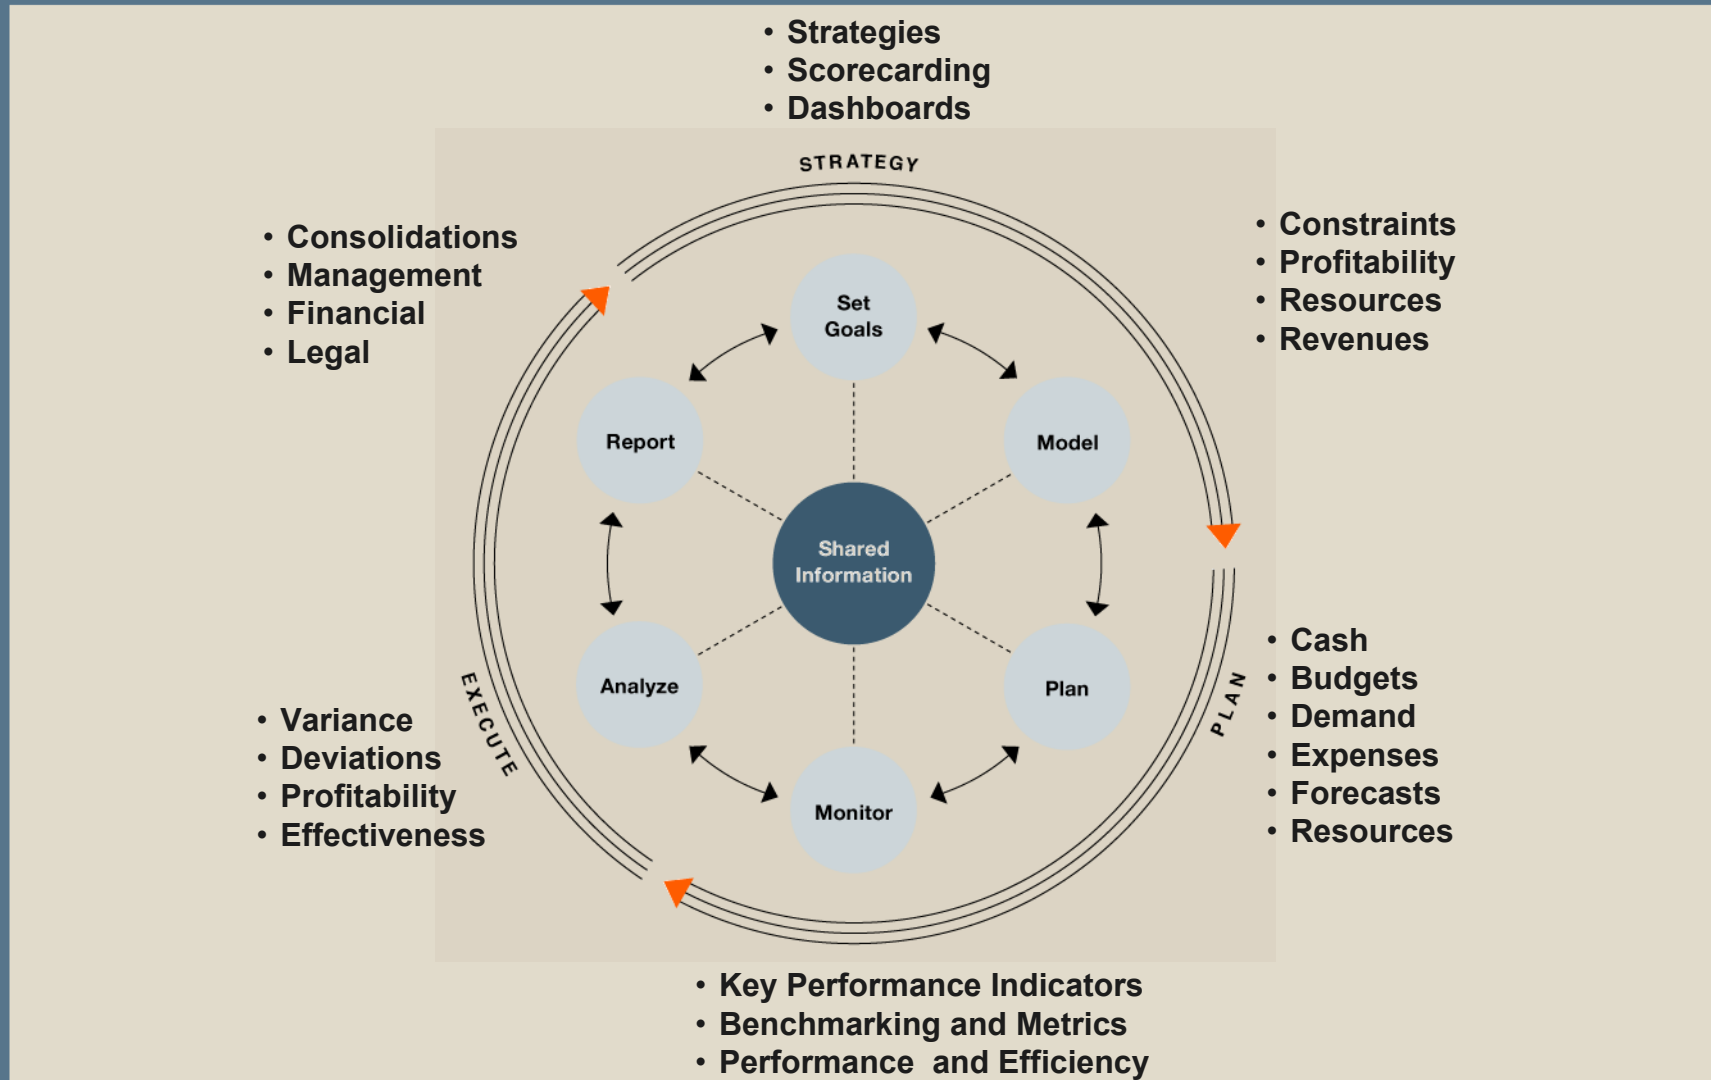 • Strategies
• Scorecarding
• Dashboards
STRATEGY
• Consolidations
• Management
• Financial
• Legal
• Constraints
• Profitability
• Resources
• Revenues
Set
Goals
Report
Model
Shared
Information
Analyze
Plan
Monitor
EXECUTE
PLAN
• Variance
• Deviations
• Profitability
• Effectiveness
• Cash
• Budgets
• Demand
• Expenses
• Forecasts
• Resources
• Key Performance Indicators
• Benchmarking and Metrics
• Performance  and Efficiency